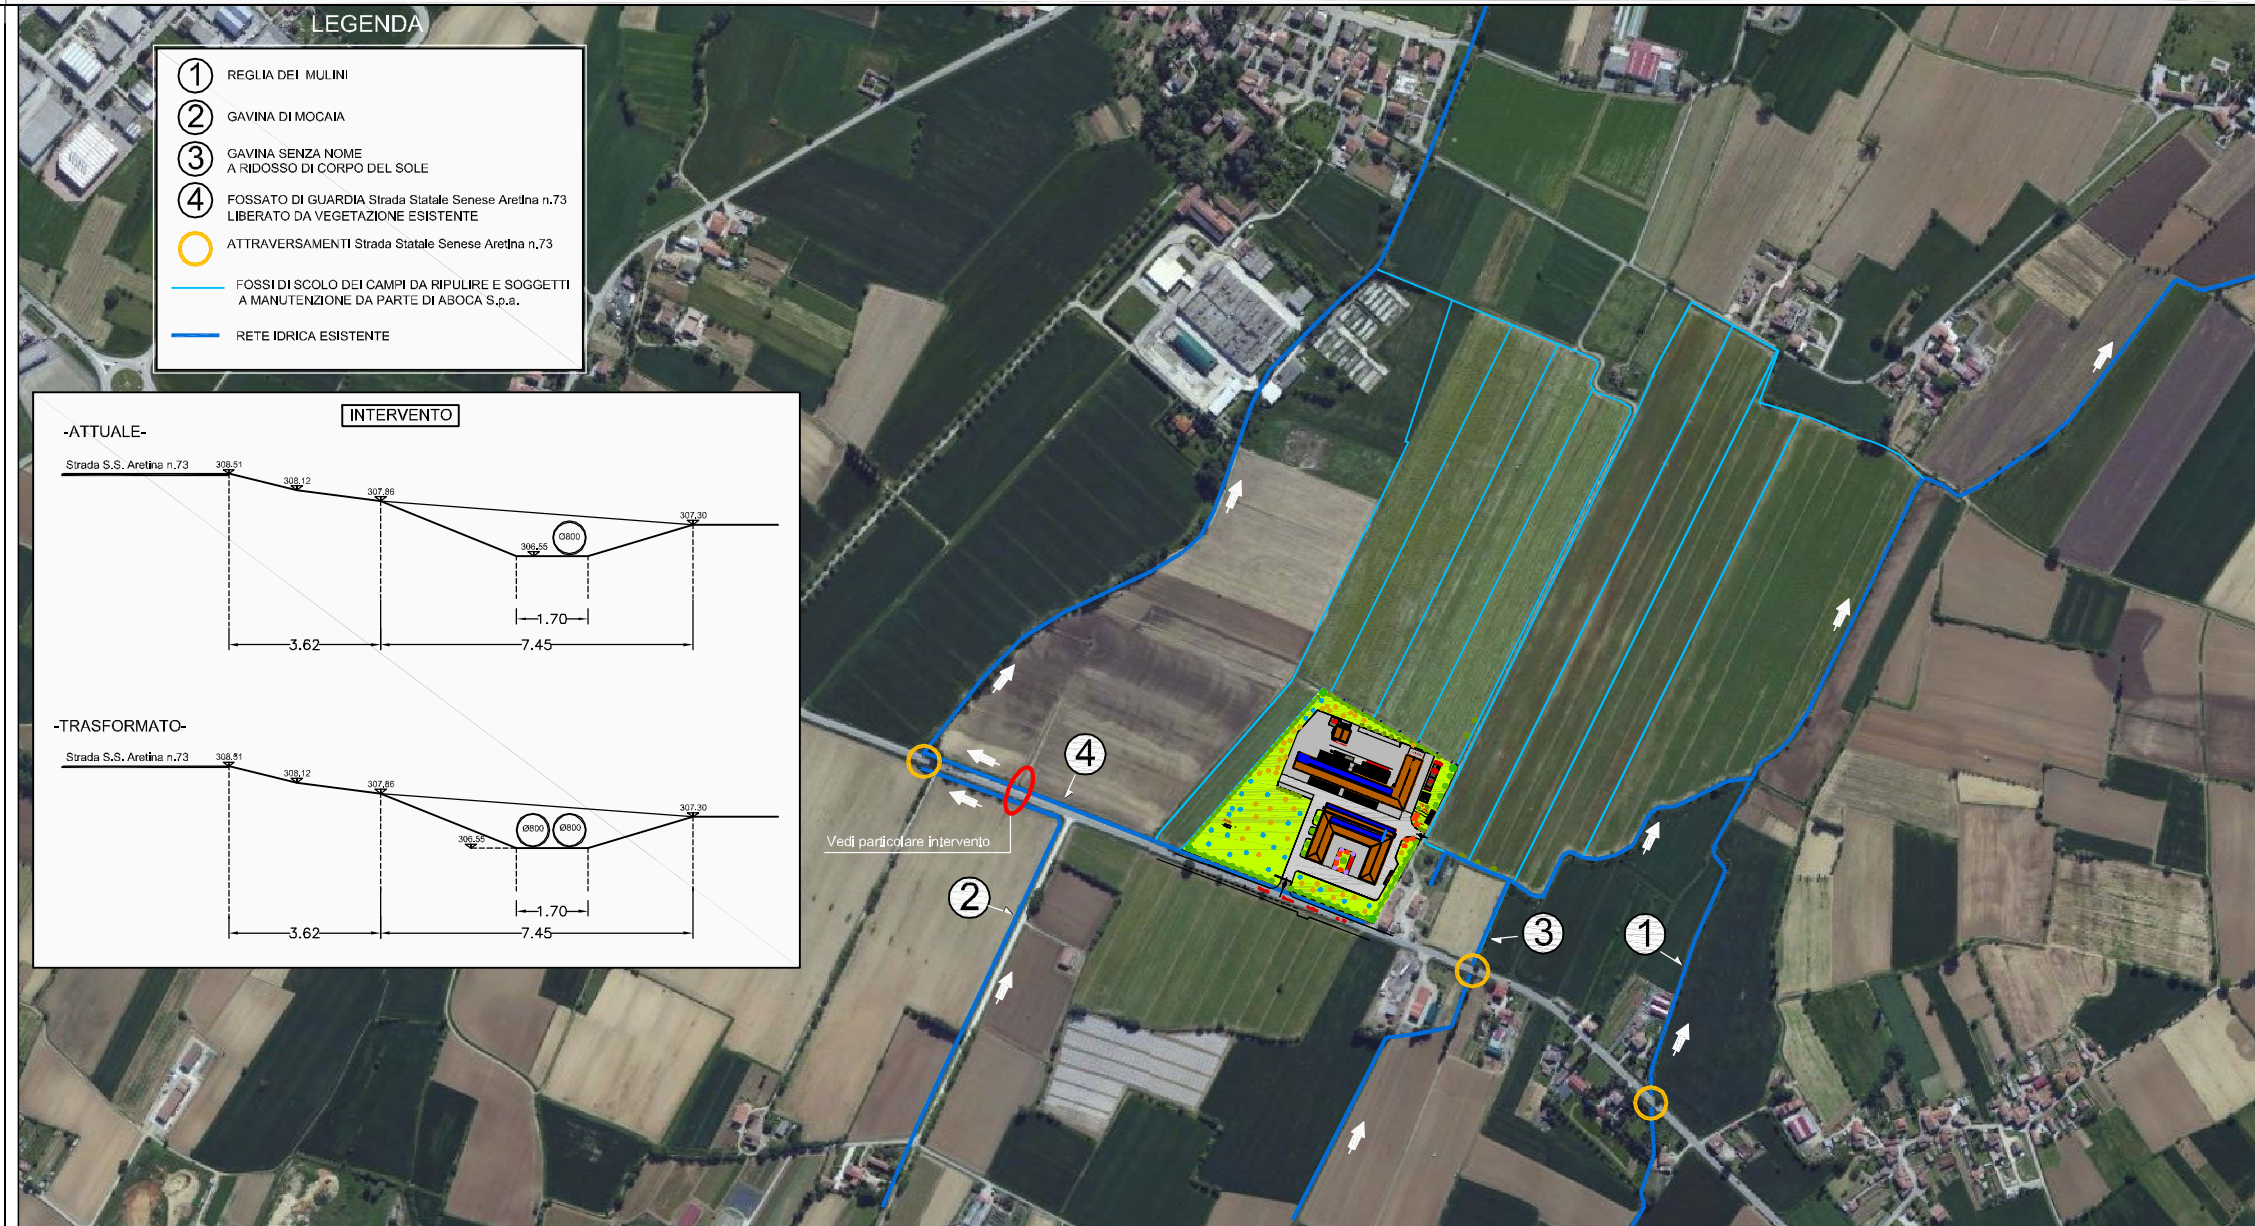 LEGENDA
1 REGLIA DEI MULINI
2 GAVINA DI MOCAIA
3 GAVINA SENZA NOME
A RIDOSSO DI CORPO DEL SOLE
4 FOSSATO DI GUARDIA Strada Statale Senese Aretina n.73
LIBERATO DA VEGETAZIONE ESISTENTE
ATTRAVERSAMENTI Strada Statale Senese Aretina n.73
FOSSI DI SCOLO DEI CAMPI DA RIPULIRE E SOGGETTI
A MANUTENZIONE DA PARTE DI ABOCA S.p.a.
RETE IDRICA ESISTENTE
INTERVENTO
-ATTUALE-
Strada S.S. Aretina n.73
308.51
308.12
307.86
307.30
306.55
Ø800
1.70
3.62
7.45
-TRASFORMATO-
Strada S.S. Aretina n.73
308.51
308.12
307.86
307.30
306.55
Ø800
Ø800
1.70
3.62
7.45
4
Vedi particolare intervento
2
3
1